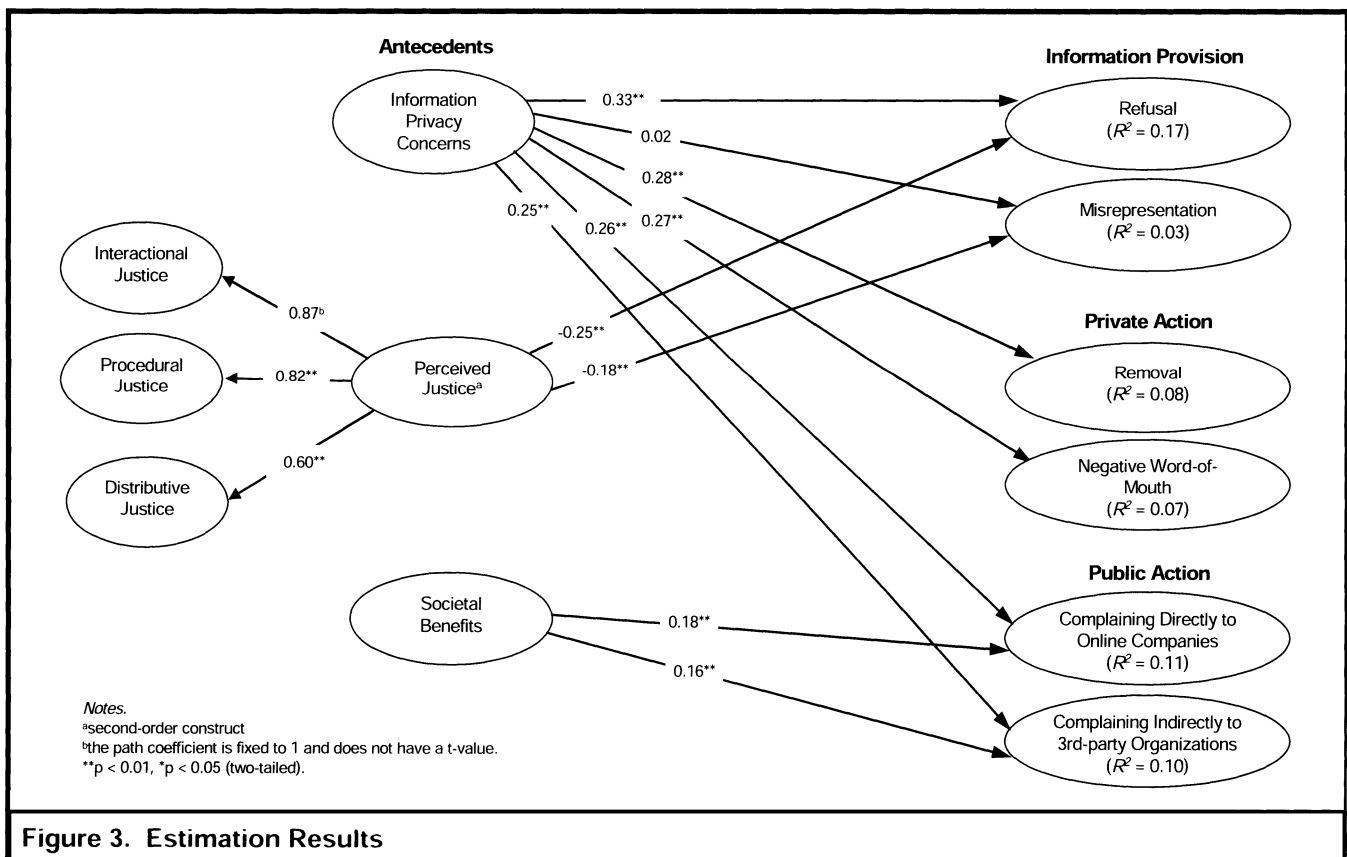 Antecedents
Information
Privacy
Concerns
Information Provision
Refusal
(R² = 0.17)
Misrepresentation
(R² = 0.03)
0.33**
0.02
0.28**
0.27**
0.26**
0.25**
Interactional
Justice
Procedural
Justice
Distributive
Justice
0.87ᵇ
0.82**
0.60**
Perceived
Justiceᵃ
-0.25**
-0.18**
Private Action
Removal
(R² = 0.08)
Negative Word-of-
Mouth
(R² = 0.07)
Societal
Benefits
0.18**
0.16**
Public Action
Complaining Directly to
Online Companies
(R² = 0.11)
Complaining Indirectly to
3rd-party Organizations
(R² = 0.10)
Notes.
ᵃsecond-order construct
ᵇthe path coefficient is fixed to 1 and does not have a t-value.
**p < 0.01, *p < 0.05 (two-tailed).
Figure 3. Estimation Results